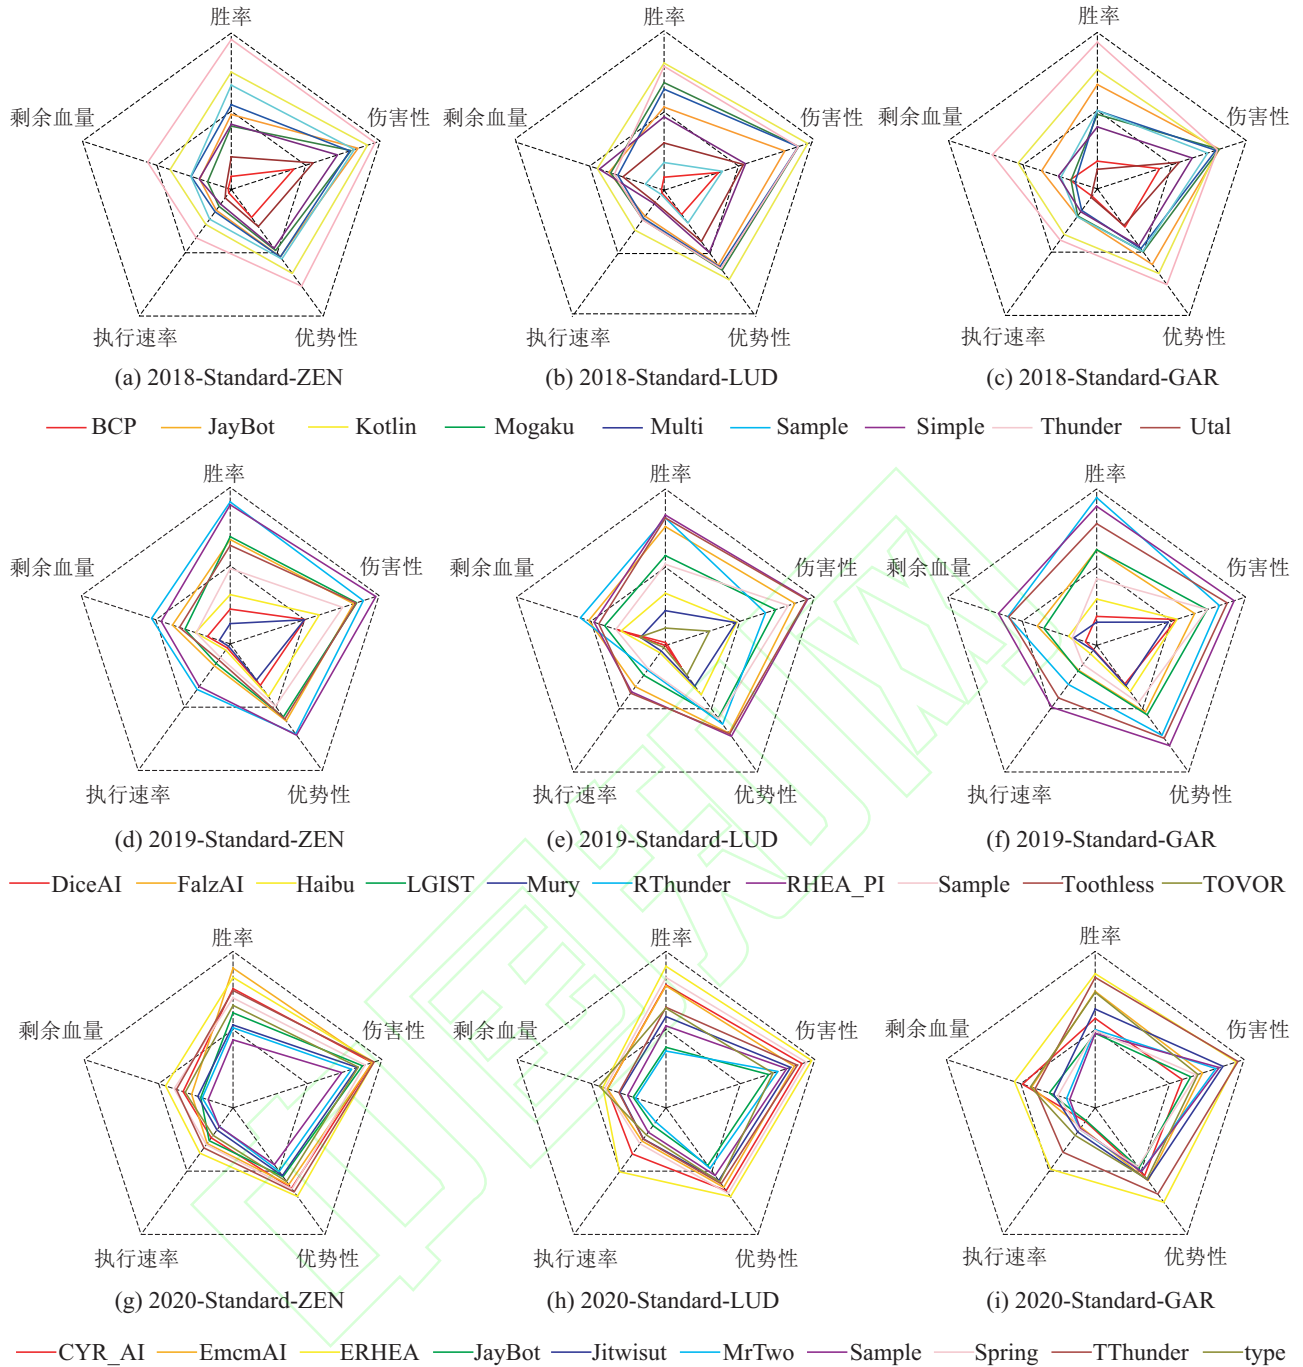 胜率 胜率 胜率
剩余血量 伤害性 剩余血量 伤害性 剩余血量 伤害性
执行速率 优势性 执行速率 优势性 执行速率 优势性
(a) 2018-Standard-ZEN (b) 2018-Standard-LUD (c) 2018-Standard-GAR
BCP JayBot Kotlin Mogaku Multi Sample Simple Thunder Utal
胜率 胜率 胜率
剩余血量 伤害性 剩余血量 伤害性 剩余血量 伤害性
执行速率 优势性 执行速率 优势性 执行速率 优势性
(d) 2019-Standard-ZEN (e) 2019-Standard-LUD (f) 2019-Standard-GAR
DiceAI FalzAI Haibu LGIST Mury RThunder RHEA_PI Sample Toothless TOVOR
胜率 胜率 胜率
剩余血量 伤害性 剩余血量 伤害性 剩余血量 伤害性
执行速率 优势性 执行速率 优势性 执行速率 优势性
(g) 2020-Standard-ZEN (h) 2020-Standard-LUD (i) 2020-Standard-GAR
CYR_AI EmcmAI ERHEA JayBot Jitwisut MrTwo Sample Spring TThunder type